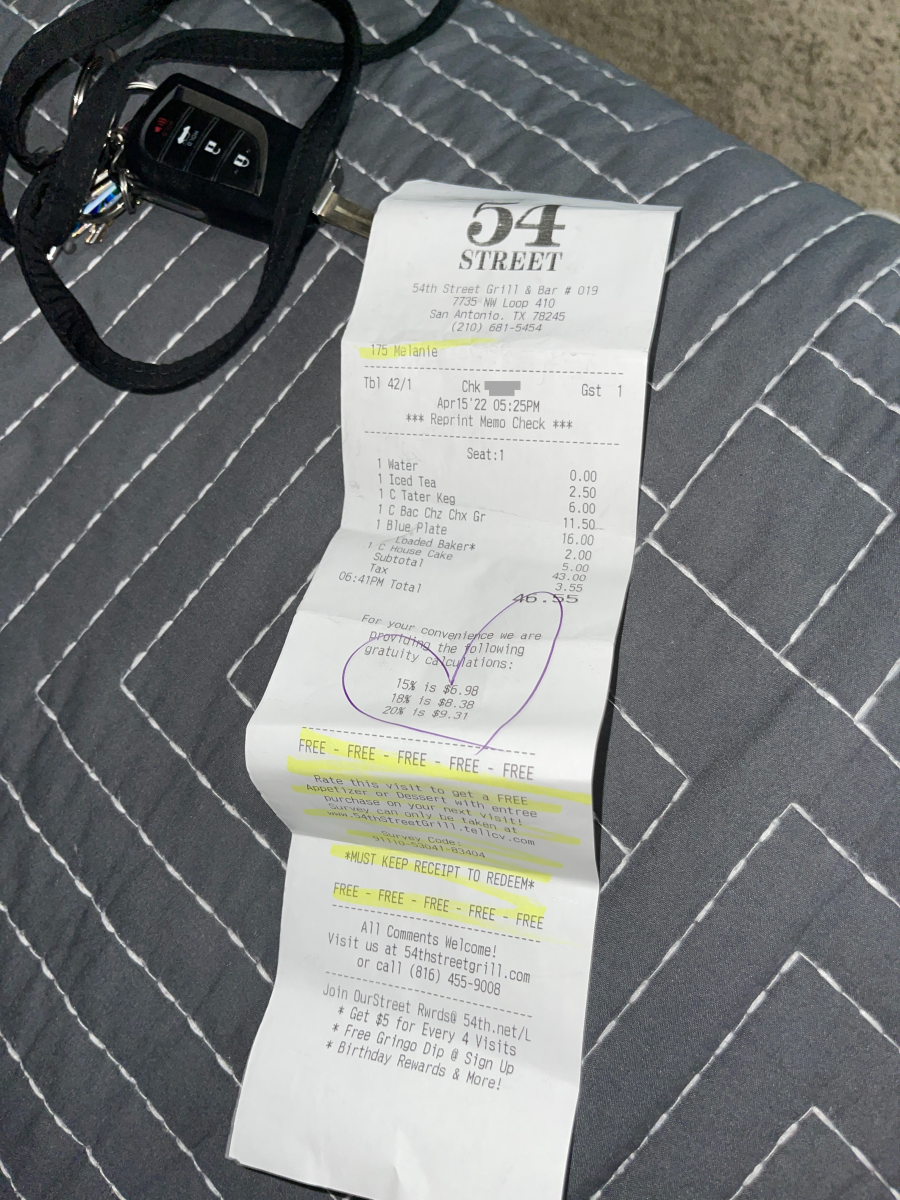 54
STREET
54th Street Grill & Bar # 019
7735 NW Loop 410
San Antonio. TX 78245
(210) 681-5454
175 Melanie
Tbl 42/1 Chk Gst 1
Apr15'22 05:25PM
*** Reprint Memo Check ***
Seat:1
1 Water 0.00
1 Iced Tea 2.50
1 C Tater Keg 6.00
1 C Bac Chz Chx Gr 11.50
1 Blue Plate 16.00
Loaded Baker* 2.00
1 C House Cake 5.00
Subtotal 43.00
Tax 3.55
06:41PM Total 46.55
For your convenience we are
providing the following
gratuity calculations:
15% is $6.98
18% is $8.38
20% is $9.31
FREE - FREE - FREE - FREE - FREE
Rate this visit to get a FREE
Appetizer or Dessert with entree
purchase on your next visit!
Survey can only be taken at
www.54thStreetGrill.tellcv.com
Survey Code:
91110-53041-83404
*MUST KEEP RECEIPT TO REDEEM*
FREE - FREE - FREE - FREE - FREE
All Comments Welcome!
Visit us at 54thstreetgrill.com
or call (816) 455-9008
Join OurStreet Rwrds@ 54th.net/L
* Get $5 for Every 4 Visits
* Free Gringo Dip @ Sign Up
* Birthday Rewards & More!